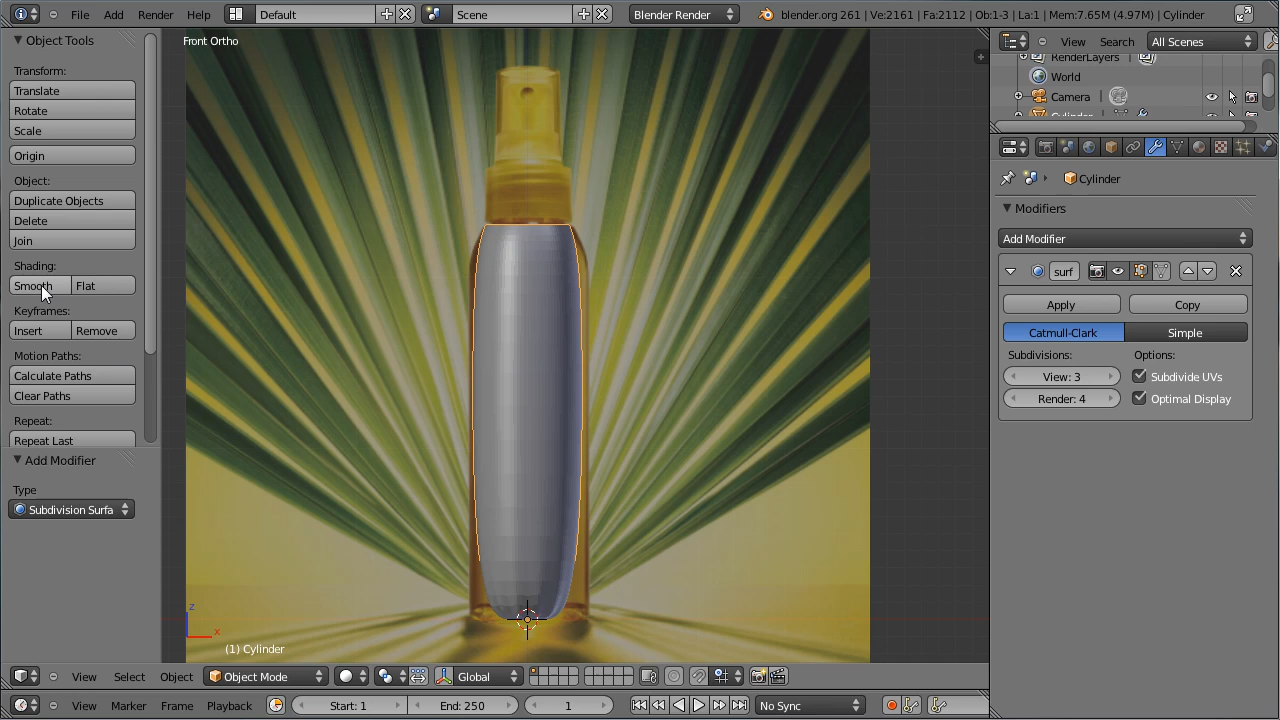 File Add Render Help Default Scene Blender Render blender.org 261 | Ve:2161 | Fa:2112 | Ob:1-3 | La:1 | Mem:7.65M (4.97M) | Cylinder
Object Tools
Transform:
Translate
Rotate
Scale
Origin
Object:
Duplicate Objects
Delete
Join
Shading:
Smooth Flat
Keyframes:
Insert Remove
Motion Paths:
Calculate Paths
Clear Paths
Repeat:
Repeat Last
Add Modifier
Type
Subdivision Surfa
Front Ortho
z
x
(1) Cylinder
View Select Object Object Mode Global
View Marker Frame Playback Start: 1 End: 250 1 No Sync
View Search All Scenes
RenderLayers
World
Camera
Cylinder
Cylinder
Modifiers
Add Modifier
surf
Apply Copy
Catmull-Clark Simple
Subdivisions: Options:
View: 3 Subdivide UVs
Render: 4 Optimal Display